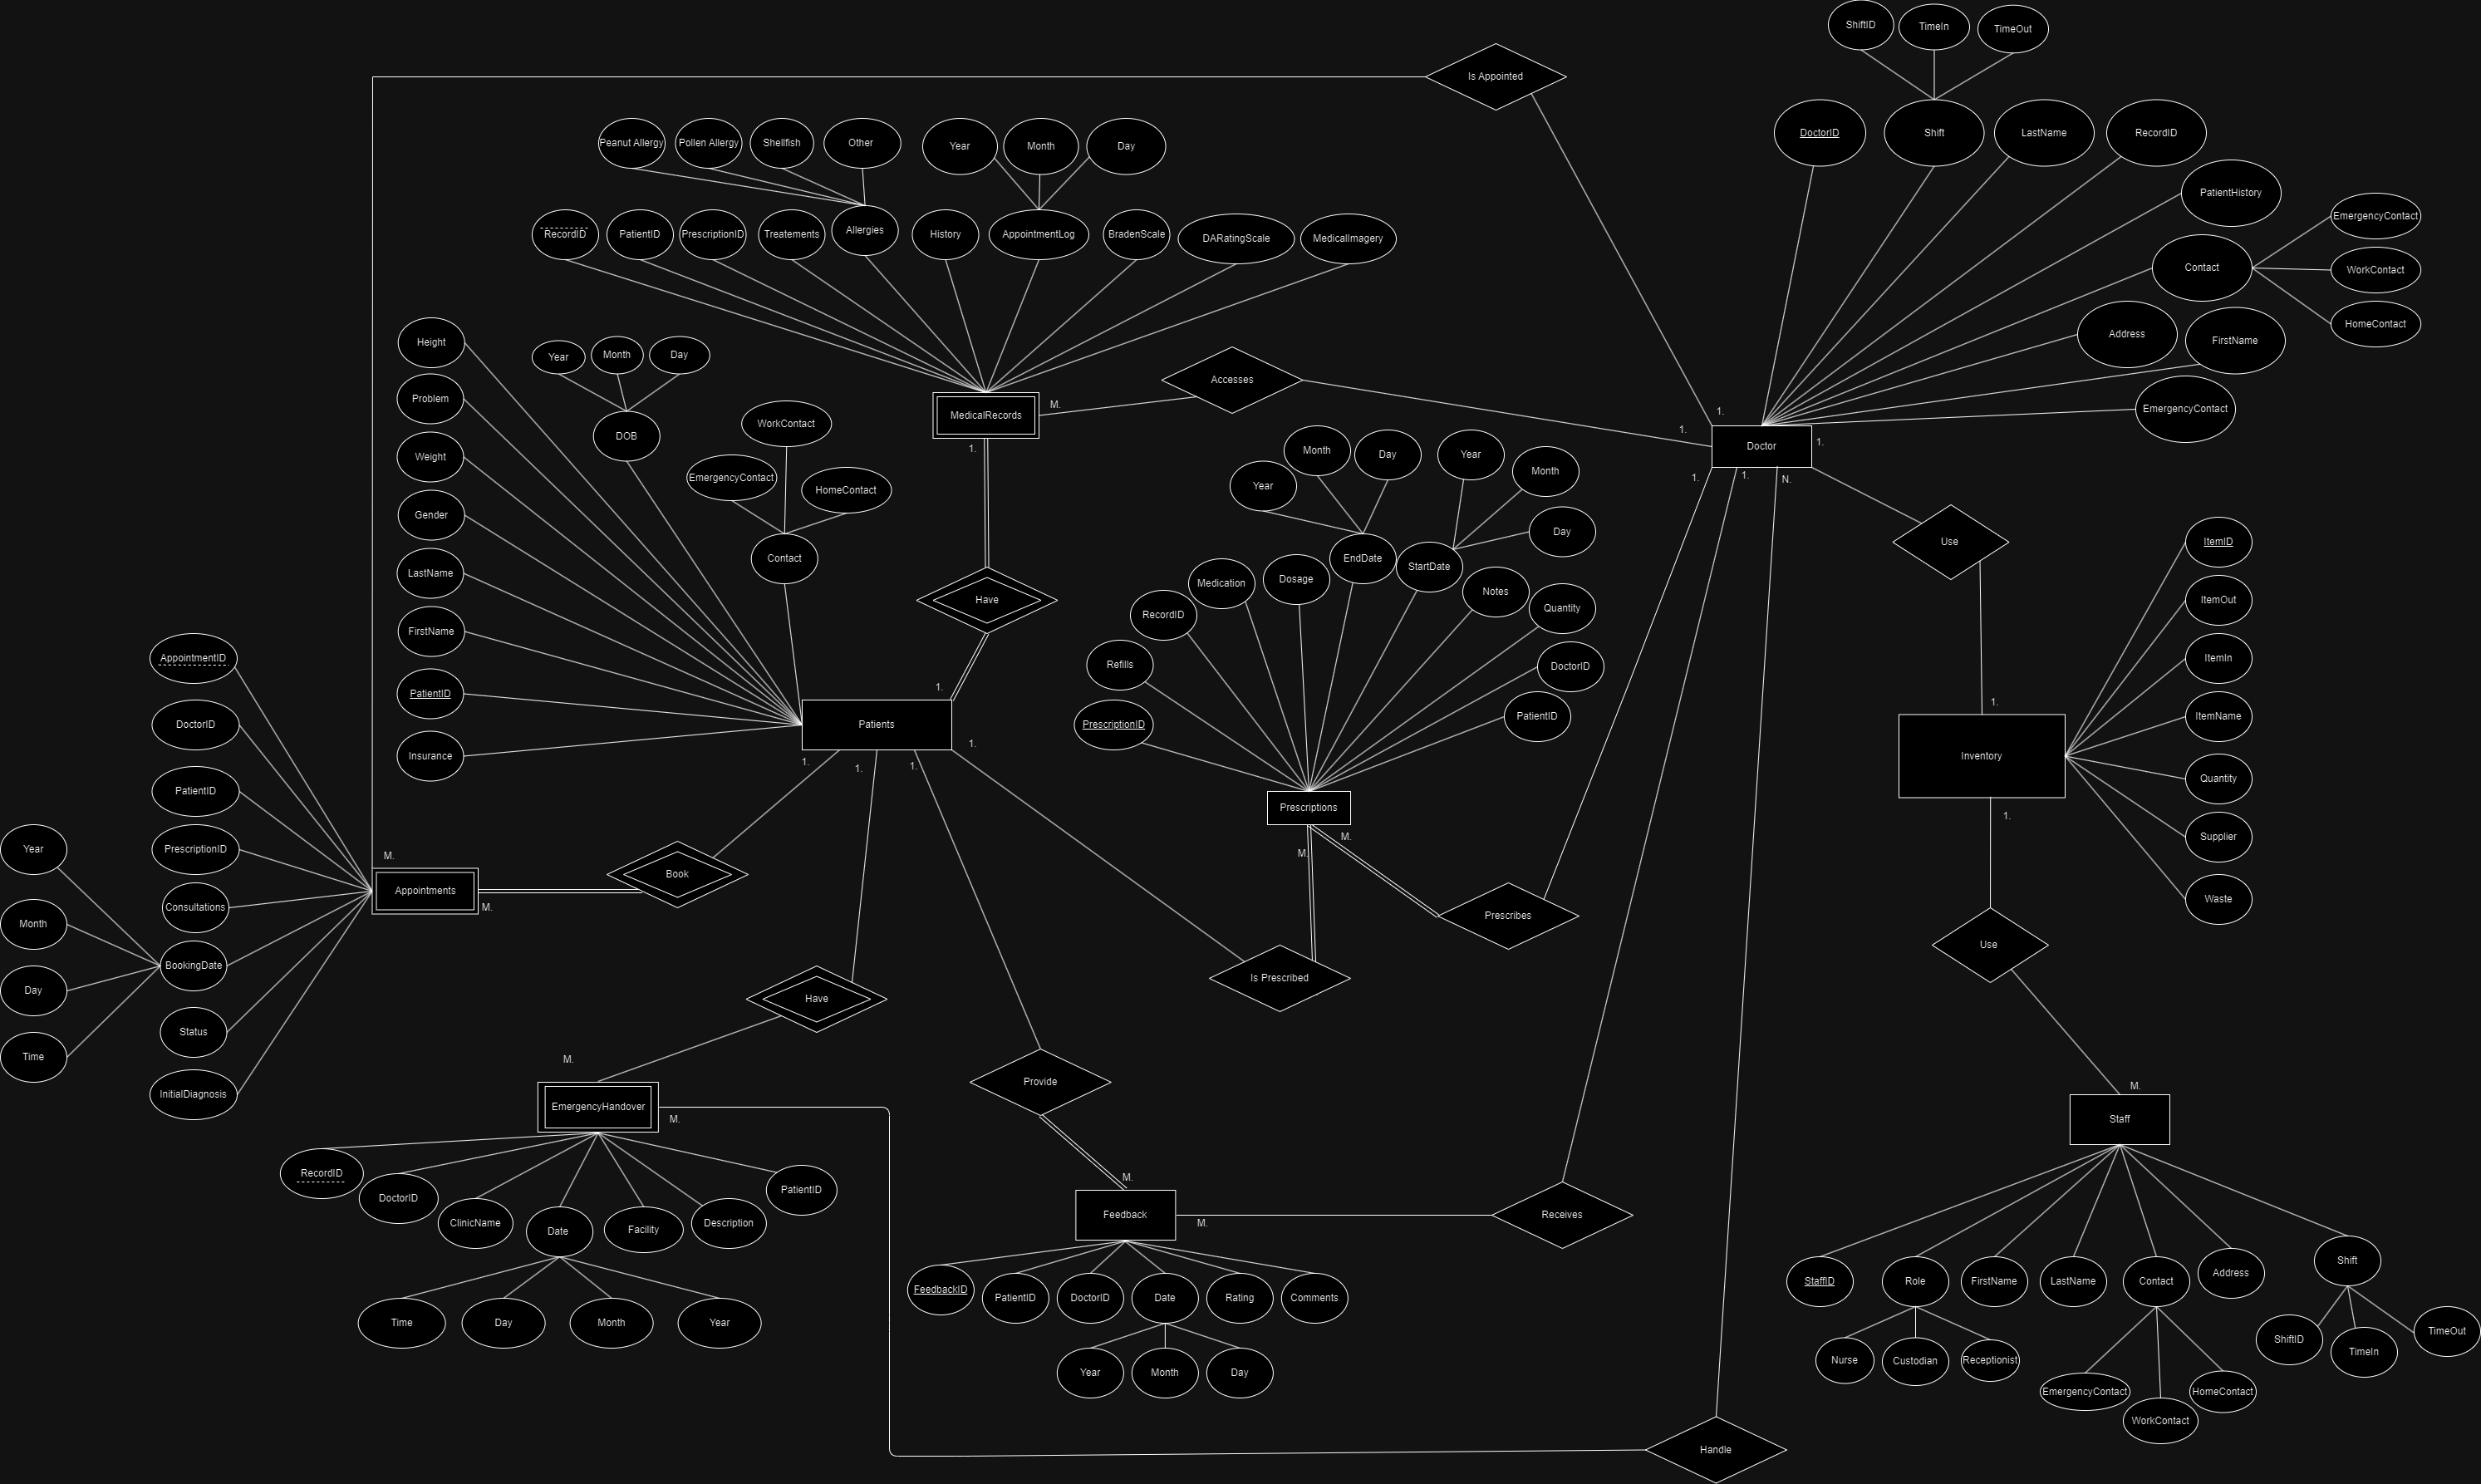 ShiftID
TimeIn
TimeOut
Is Appointed
DoctorID
Shift
LastName
RecordID
Peanut Allergy
Pollen Allergy
Shellfish
Other
Year
Month
Day
PatientHistory
EmergencyContact
RecordID
PatientID
PrescriptionID
Treatements
Allergies
History
AppointmentLog
BradenScale
DARatingScale
MedicalImagery
Contact
WorkContact
HomeContact
Address
FirstName
Height
Year
Month
Day
Accesses
Problem
M.
EmergencyContact
MedicalRecords
1.
WorkContact
DOB
1.
1.
Doctor
1.
Weight
1.
Month
Day
Year
Month
EmergencyContact
HomeContact
Year
1.
1.
N.
Gender
Day
Use
ItemID
Contact
EndDate
StartDate
LastName
Medication
Dosage
Notes
Have
ItemOut
RecordID
Quantity
FirstName
AppointmentID
Refills
DoctorID
ItemIn
PatientID
1.
1.
DoctorID
Patients
PrescriptionID
PatientID
ItemName
Insurance
1.
1.
1.
1.
Inventory
PatientID
Quantity
Prescriptions
1.
Year
PrescriptionID
M.
M.
M.
Supplier
Book
Appointments
M.
Consultations
Prescribes
Waste
Month
BookingDate
Is Prescribed
Use
Day
Have
Status
Time
M.
Provide
M.
InitialDiagnosis
EmergencyHandover
M.
Staff
RecordID
DoctorID
ClinicName
Date
Facility
Description
PatientID
M.
Feedback
M.
Receives
Time
Day
Month
Year
FeedbackID
PatientID
DoctorID
Date
Rating
Comments
Year
Month
Day
StaffID
Role
FirstName
LastName
Contact
Address
Shift
Nurse
Custodian
Receptionist
EmergencyContact
WorkContact
HomeContact
ShiftID
TimeIn
TimeOut
Handle